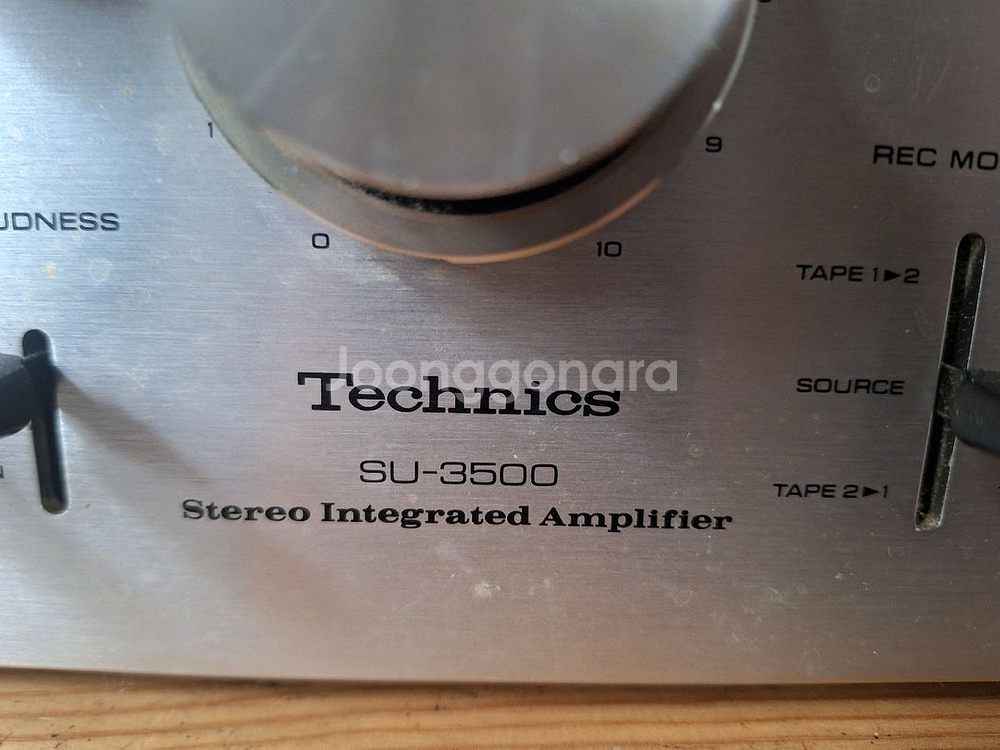 1
9
REC MO
UDNESS
0
10
TAPE 1▶2
Joonggonara
Technics
SOURCE
SU-3500
TAPE 2▶1
Stereo Integrated Amplifier